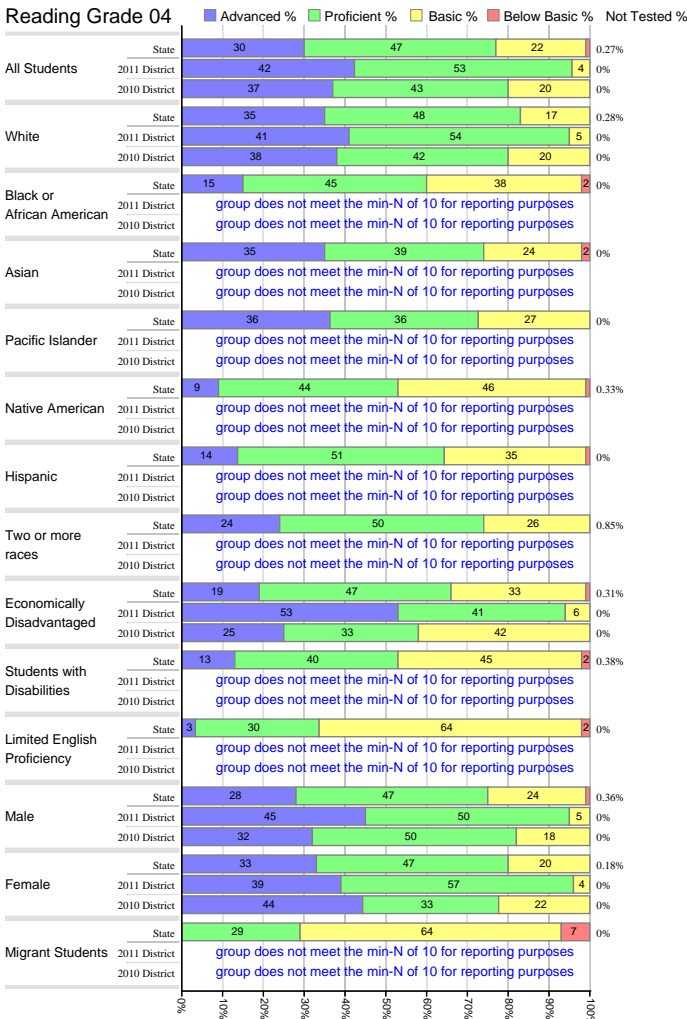 Reading Grade 04
Advanced % Proficient % Basic % Below Basic % Not Tested %
All Students
State 30 47 22 0.27%
2011 District 42 53 4 0%
2010 District 37 43 20 0%
White
State 35 48 17 0.28%
2011 District 41 54 5 0%
2010 District 38 42 20 0%
Black or
African American
State 15 45 38 2 0%
2011 District group does not meet the min-N of 10 for reporting purposes
2010 District group does not meet the min-N of 10 for reporting purposes
Asian
State 35 39 24 2 0%
2011 District group does not meet the min-N of 10 for reporting purposes
2010 District group does not meet the min-N of 10 for reporting purposes
Pacific Islander
State 36 36 27 0%
2011 District group does not meet the min-N of 10 for reporting purposes
2010 District group does not meet the min-N of 10 for reporting purposes
Native American
State 9 44 46 0.33%
2011 District group does not meet the min-N of 10 for reporting purposes
2010 District group does not meet the min-N of 10 for reporting purposes
Hispanic
State 14 51 35 0%
2011 District group does not meet the min-N of 10 for reporting purposes
2010 District group does not meet the min-N of 10 for reporting purposes
Two or more
races
State 24 50 26 0.85%
2011 District group does not meet the min-N of 10 for reporting purposes
2010 District group does not meet the min-N of 10 for reporting purposes
Economically
Disadvantaged
State 19 47 33 0.31%
2011 District 53 41 6 0%
2010 District 25 33 42 0%
Students with
Disabilities
State 13 40 45 2 0.38%
2011 District group does not meet the min-N of 10 for reporting purposes
2010 District group does not meet the min-N of 10 for reporting purposes
Limited English
Proficiency
State 3 30 64 2 0%
2011 District group does not meet the min-N of 10 for reporting purposes
2010 District group does not meet the min-N of 10 for reporting purposes
Male
State 28 47 24 0.36%
2011 District 45 50 5 0%
2010 District 32 50 18 0%
Female
State 33 47 20 0.18%
2011 District 39 57 4 0%
2010 District 44 33 22 0%
Migrant Students
State 29 64 7 0%
2011 District group does not meet the min-N of 10 for reporting purposes
2010 District group does not meet the min-N of 10 for reporting purposes
0% 10% 20% 30% 40% 50% 60% 70% 80% 90% 100%